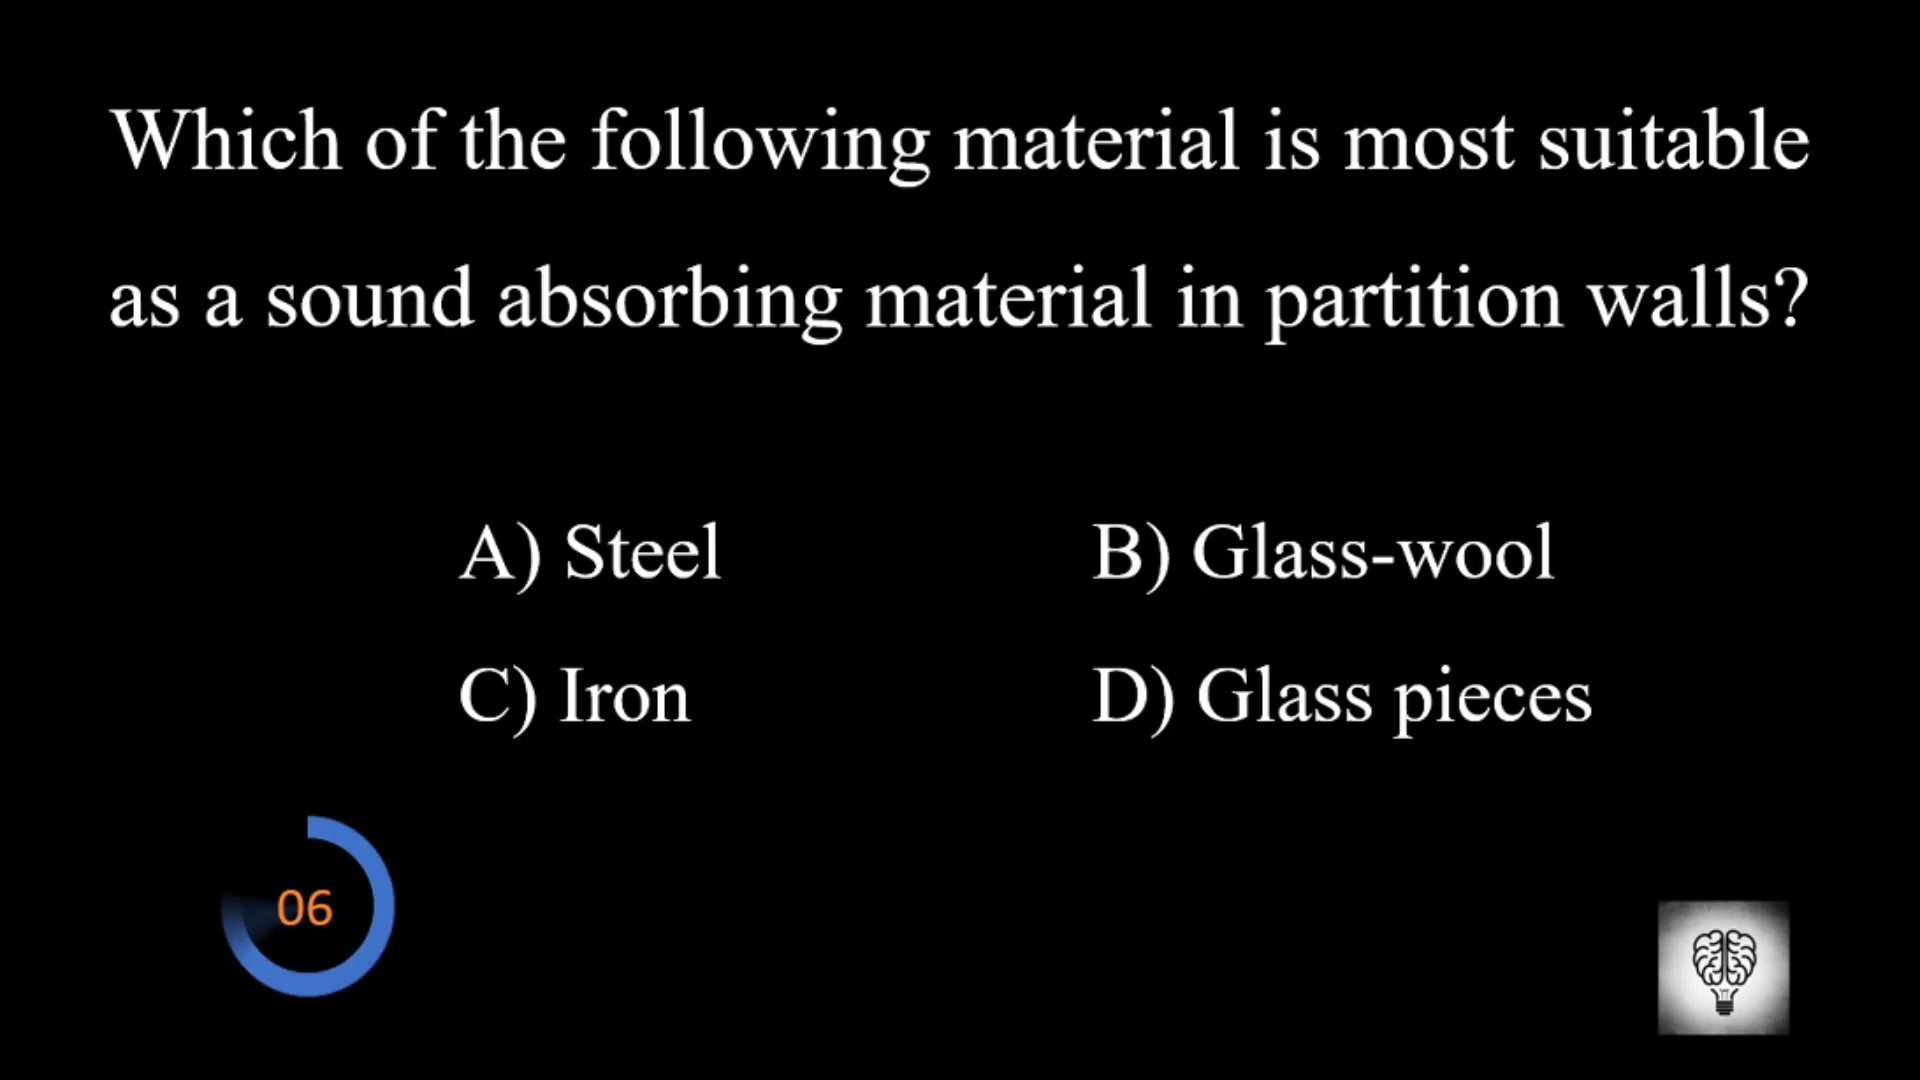 Which of the following material is most suitable
as a sound absorbing material in partition walls?
A) Steel
B) Glass-wool
C) Iron
D) Glass pieces
06